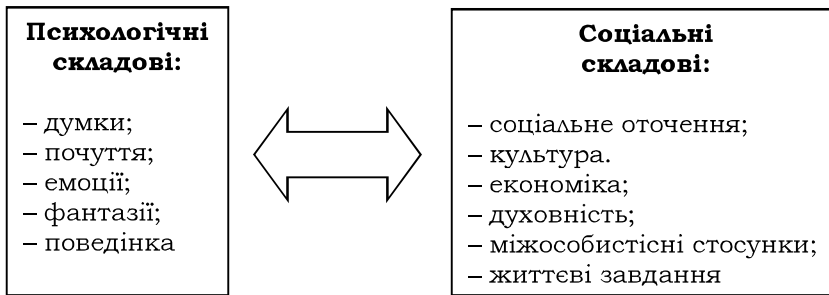 Психологічні
складові:
– думки;
– почуття;
– емоції;
– фантазії;
– поведінка
Соціальні
складові:
– соціальне оточення;
– культура.
– економіка;
– духовність;
– міжособистісні стосунки;
– життєві завдання